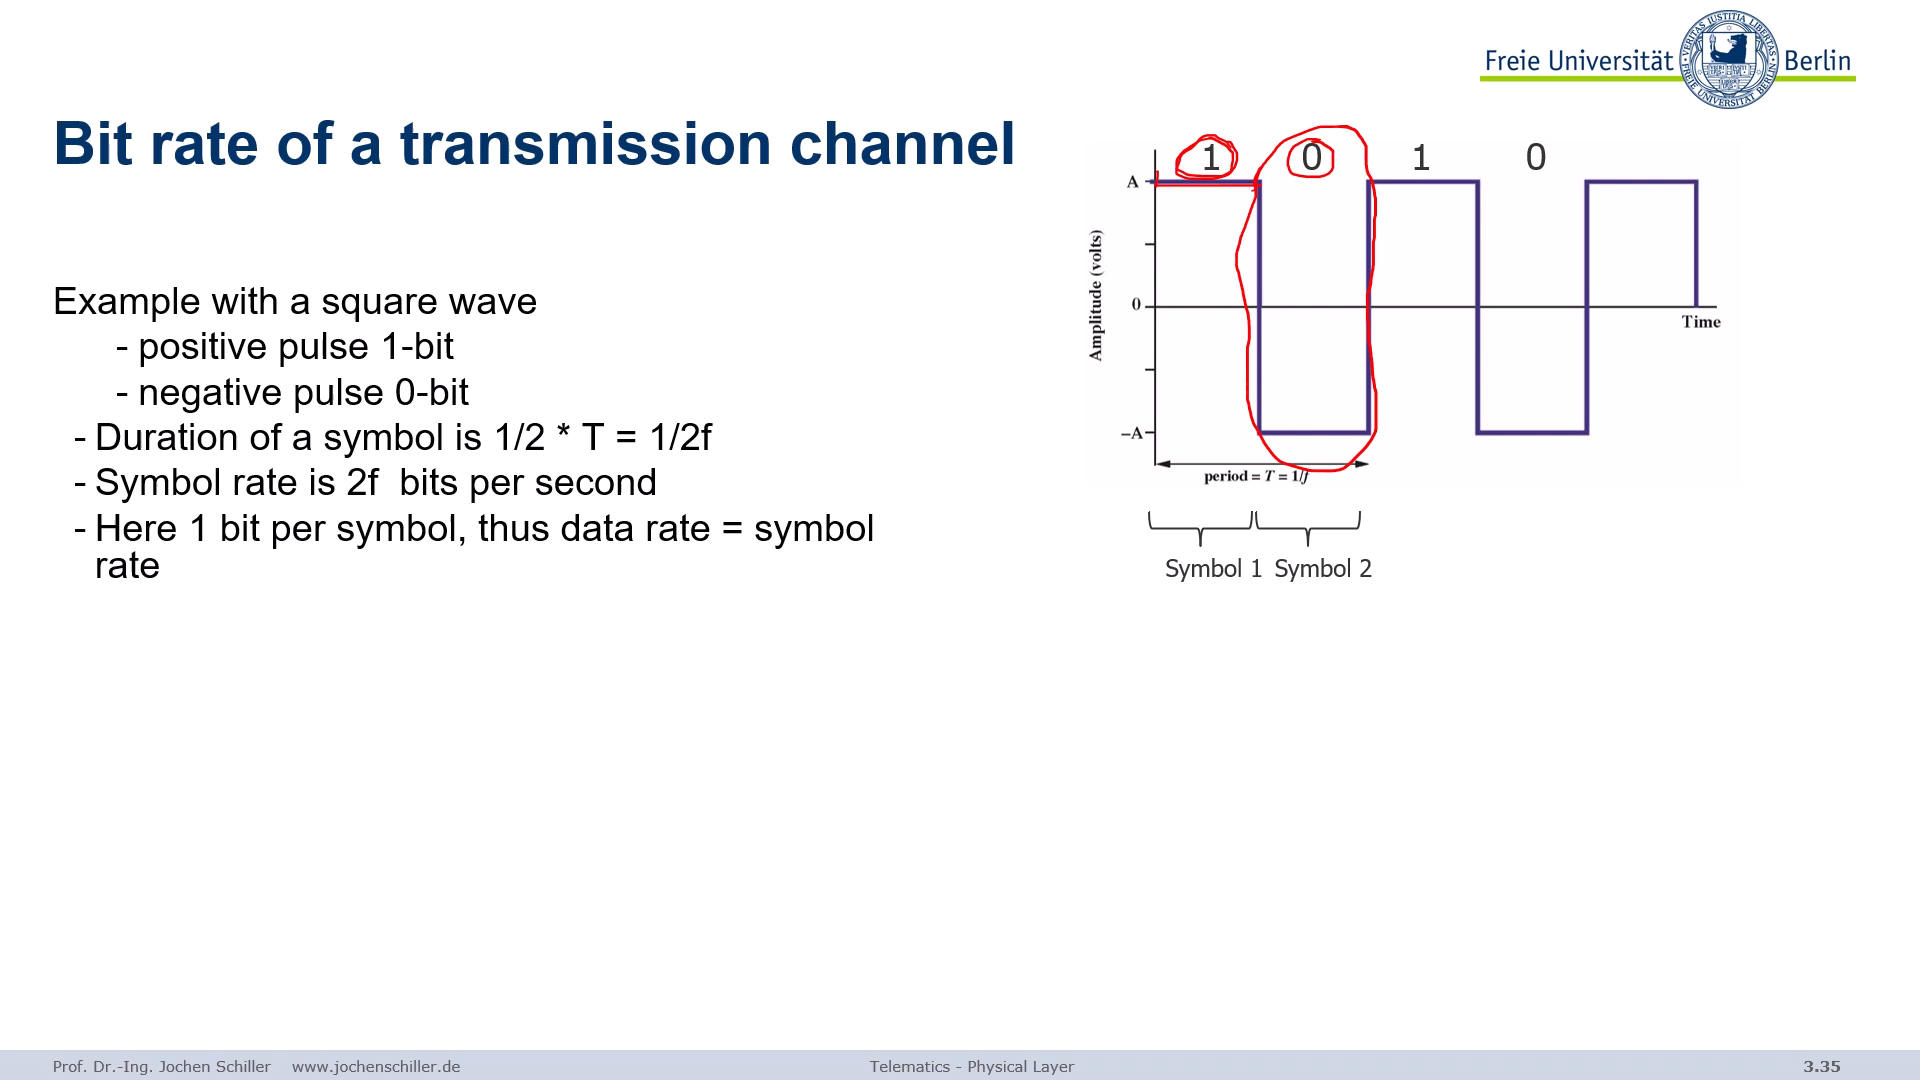 Freie Universität Berlin
Bit rate of a transmission channel
Example with a square wave
- positive pulse 1-bit
- negative pulse 0-bit
- Duration of a symbol is 1/2 * T = 1/2f
- Symbol rate is 2f  bits per second
- Here 1 bit per symbol, thus data rate = symbol
rate
1 0 1 0
A
Amplitude (volts)
0
Time
–A
period = T = 1/f
Symbol 1 Symbol 2
Prof. Dr.-Ing. Jochen Schiller www.jochenschiller.de Telematics - Physical Layer 3.35